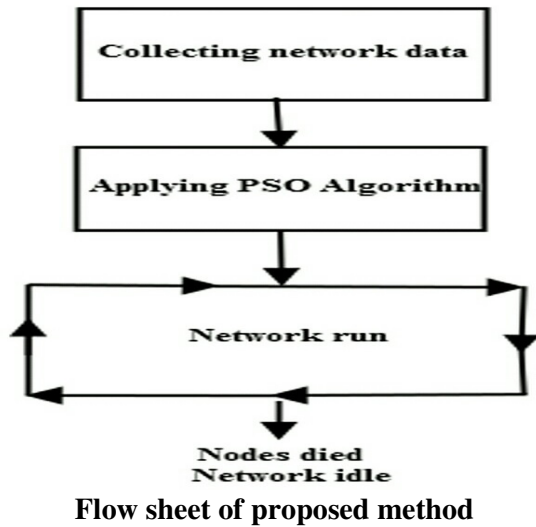 Collecting network data
Applying PSO Algorithm
Network run
Nodes died
Network idle
Flow sheet of proposed method